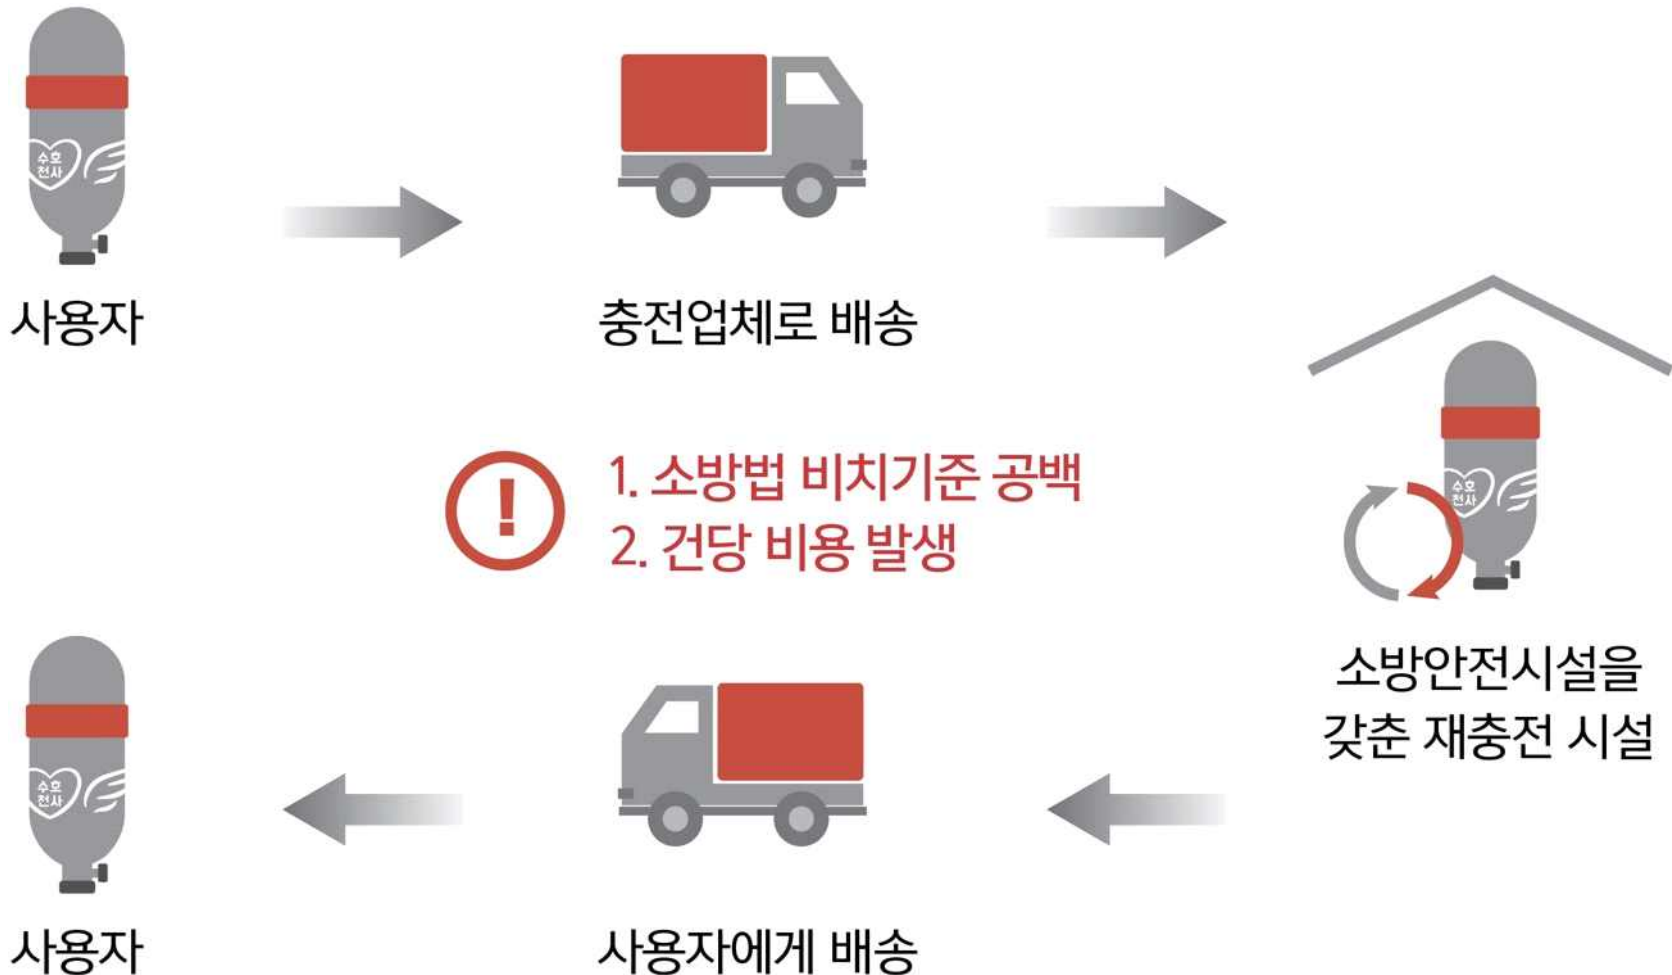 수호
천사
사용자
충전업체로 배송
! 1. 소방법 비치기준 공백
2. 건당 비용 발생
수호
천사
소방안전시설을
갖춘 재충전 시설
수호
천사
사용자
사용자에게 배송